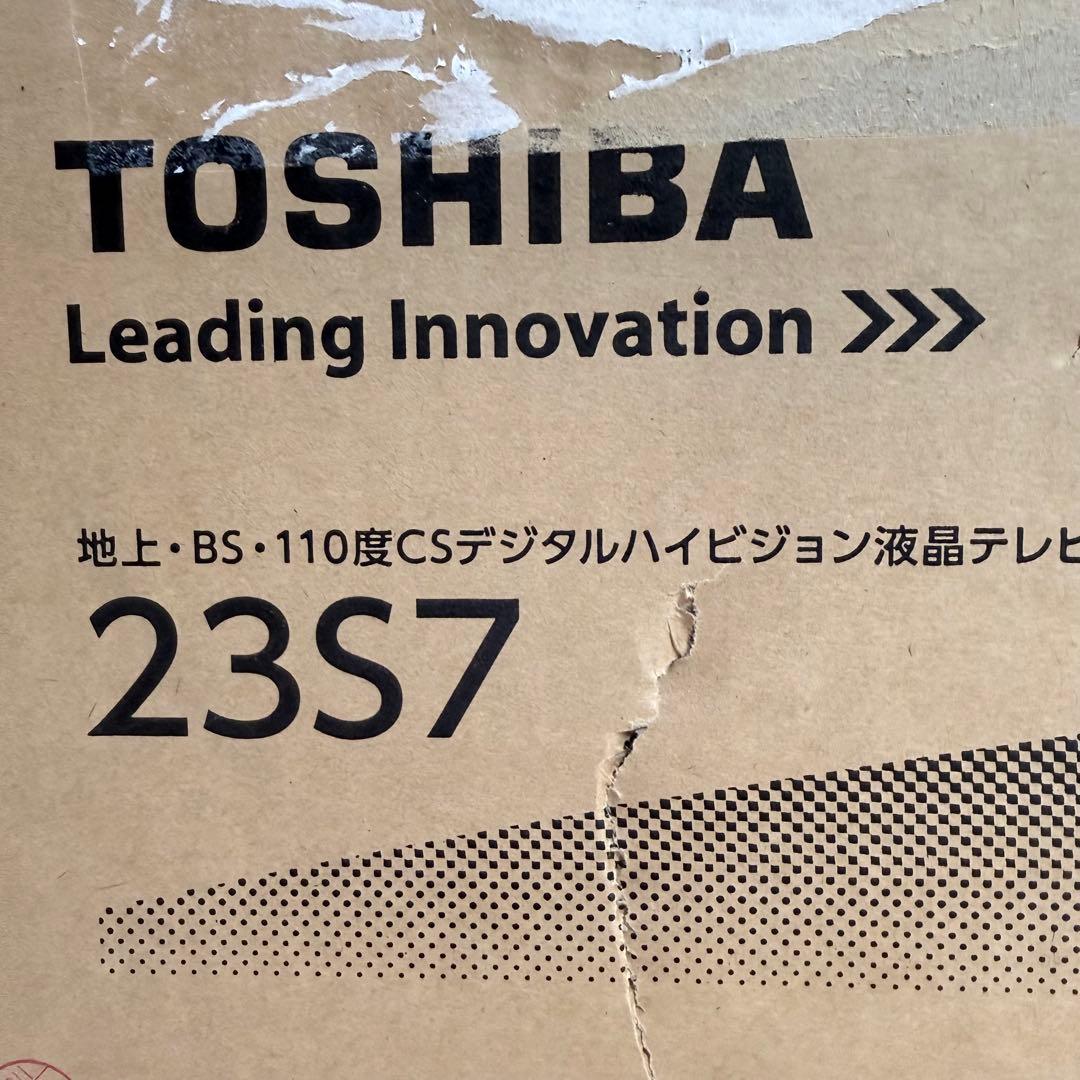 TOSHIBA
Leading Innovation >>>
地上・BS・110度CSデジタルハイビジョン液晶テレビ
23S7